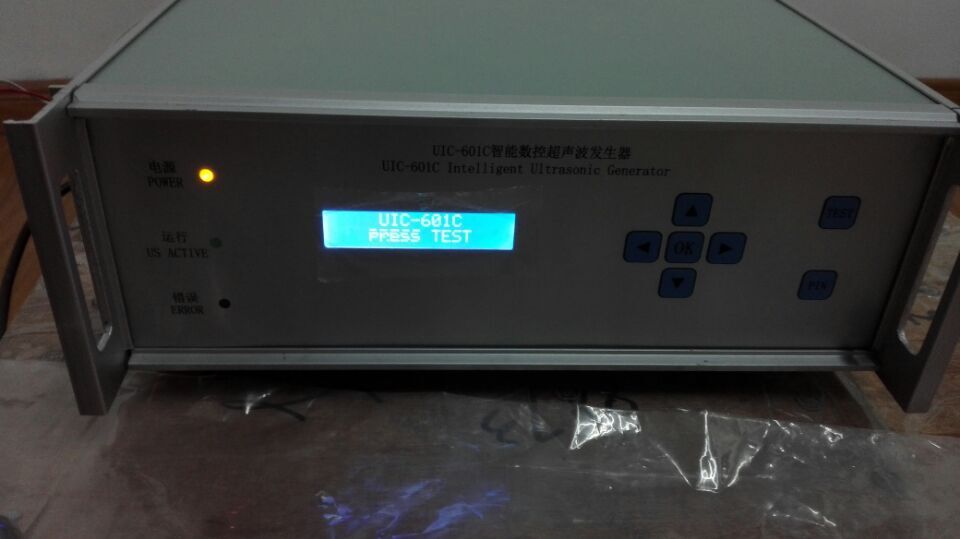 UIC-601C智能数控超声波发生器
UIC-601C Intelligent Ultrasonic Generator
电源
POWER
UIC-601C
PRESS TEST
运行
US ACTIVE
错误
ERROR
OK
TEST
PIN